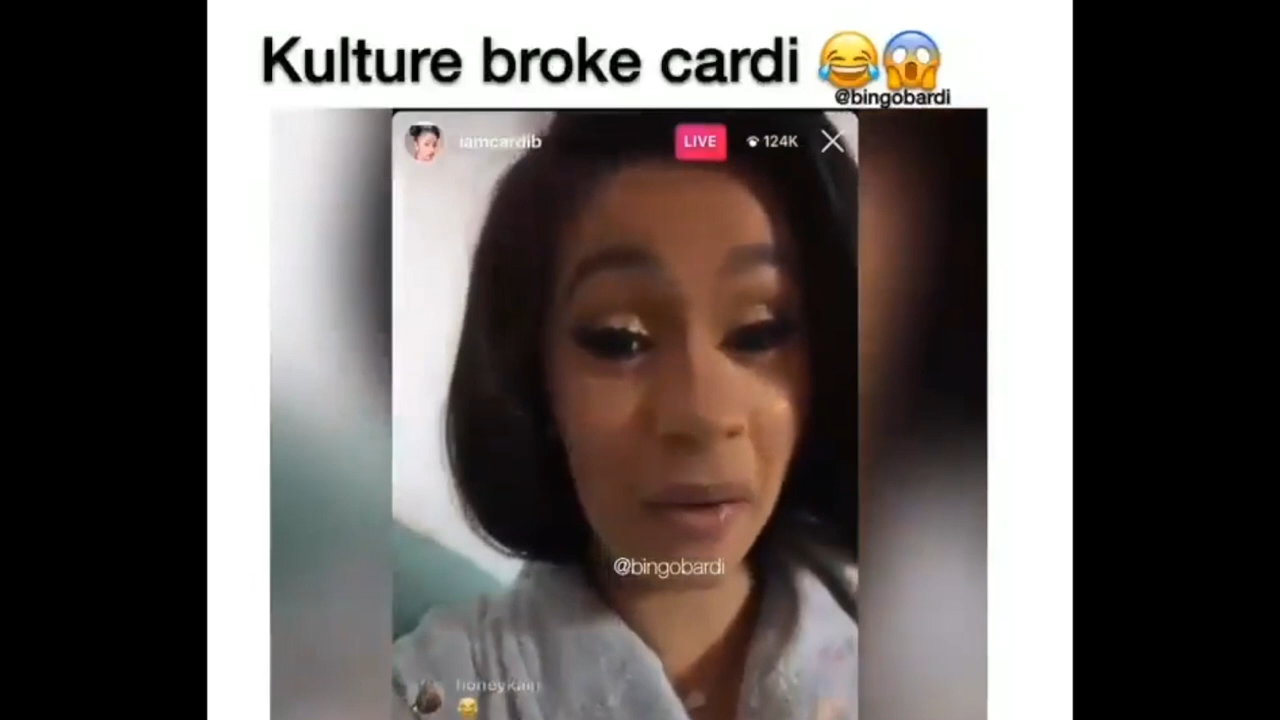 Kulture broke cardi 😂😱
@bingobardi
iamcardib LIVE 124K
@bingobardi
honeykain
😂